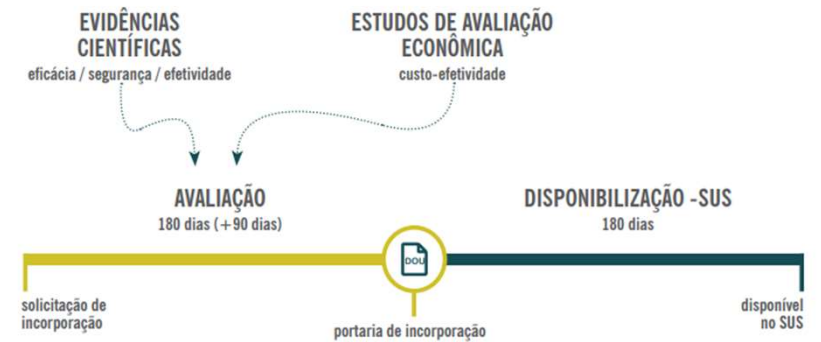 EVIDÊNCIAS
CIENTÍFICAS
eficácia / segurança / efetividade
ESTUDOS DE AVALIAÇÃO
ECONÔMICA
custo-efetividade
AVALIAÇÃO
180 dias (+90 dias)
DISPONIBILIZAÇÃO -SUS
180 dias
DOU
solicitação de
incorporação
portaria de incorporação
disponível
no SUS